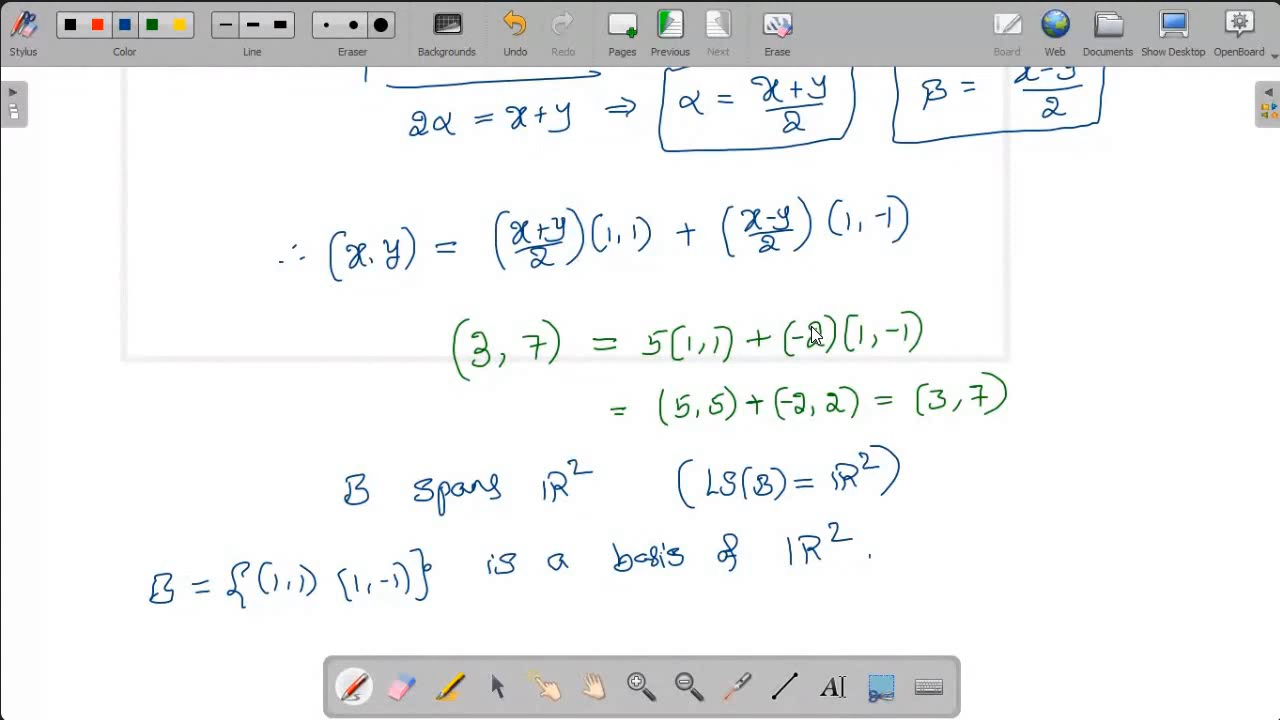 Stylus Color Line Eraser Backgrounds Undo Redo Pages Previous Next Erase Board Web Documents Show Desktop OpenBoard
2α = x+y ⇒ α = x+y/2 β = x-y/2
∴ (x, y) = (x+y/2)(1,1) + (x-y/2)(1,-1)
(3, 7) = 5(1,1) + (-2)(1,-1)
= (5,5) + (-2,2) = (3,7)
B spans ℝ² (LS(B) = ℝ²)
B = {(1,1) (1,-1)} is a basis of ℝ².